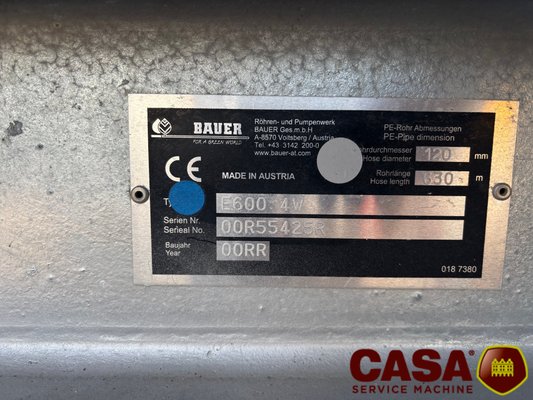 BAUER
FOR A GREEN WORLD
Röhren- und Pumpenwerk
BAUER Ges.m.b.H
A-8570 Voitsberg / Austria
Tel. +43 3142 200-0
www.bauer-at.com
PE-Rohr Abmessungen
PE-Pipe dimension
Hose diameter 120 mm
Rohrlänge
Hose length 630 m
CE
MADE IN AUSTRIA
E600-4V
Serien Nr.
Serieal No.
Baujahr
Year 00RR
018 7380
CASA®
SERVICE MACHINE